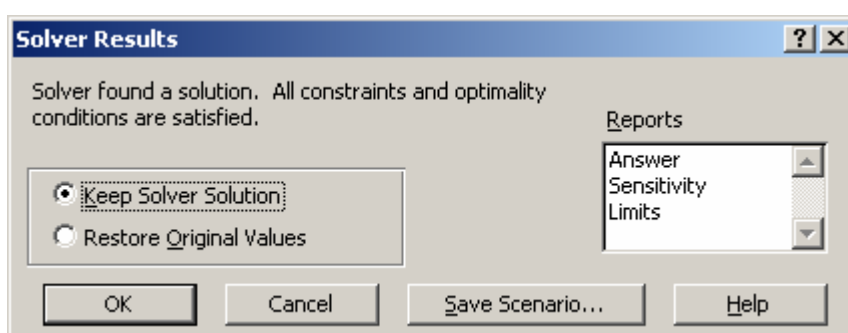 Solver Results
Solver found a solution. All constraints and optimality
conditions are satisfied.
Reports
Answer
Sensitivity
Limits
Keep Solver Solution
Restore Original Values
OK Cancel Save Scenario... Help